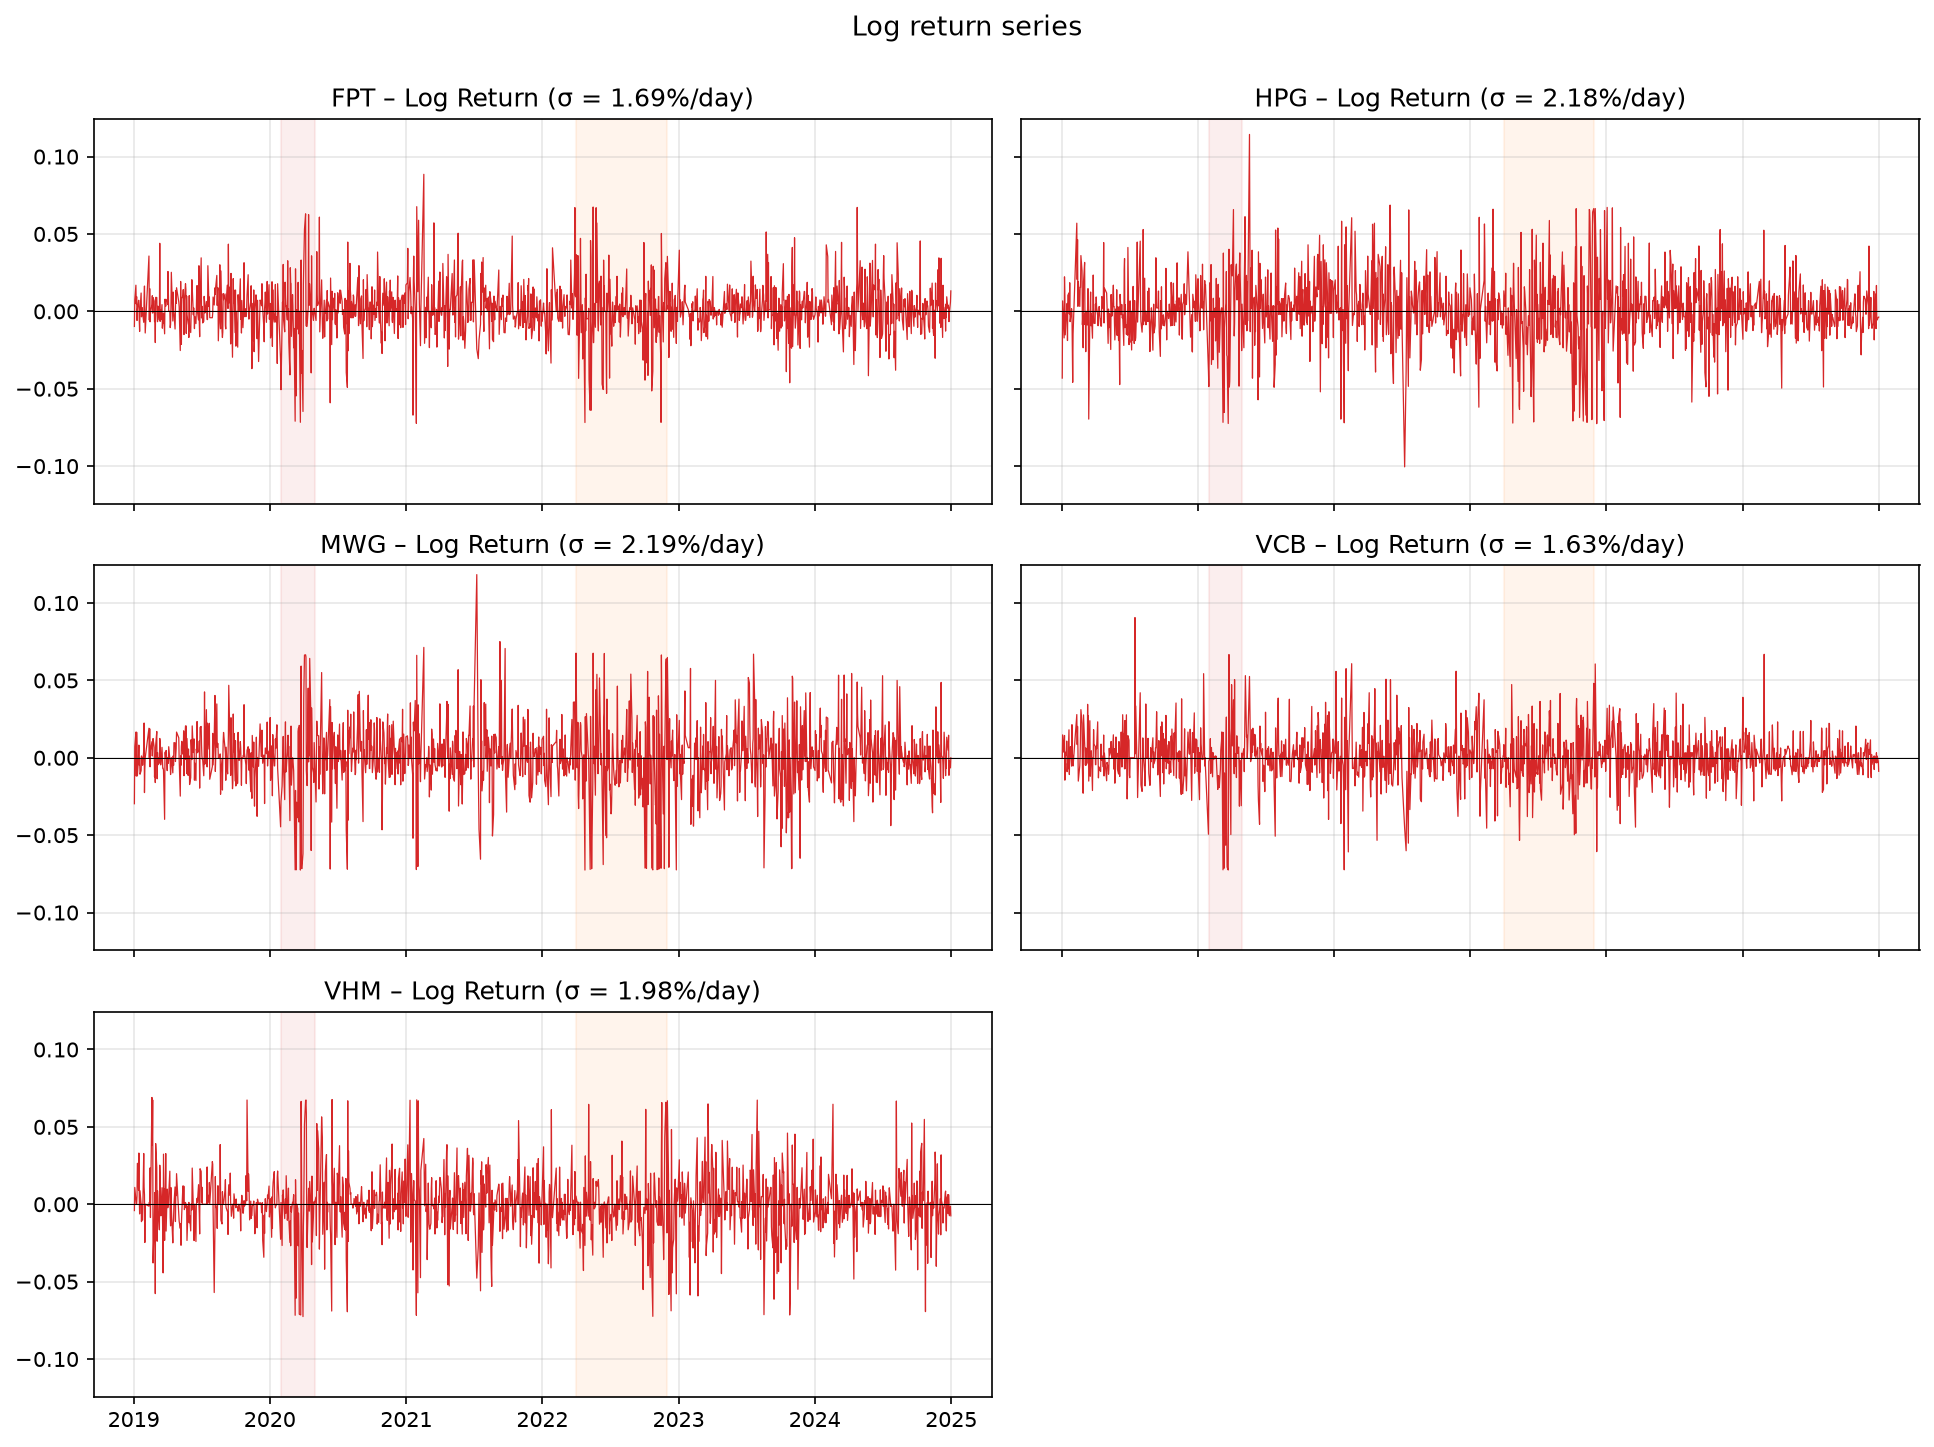 Log return series
FPT – Log Return (σ = 1.69%/day)
HPG – Log Return (σ = 2.18%/day)
0.10
0.05
0.00
−0.05
−0.10
MWG – Log Return (σ = 2.19%/day)
VCB – Log Return (σ = 1.63%/day)
0.10
0.05
0.00
−0.05
−0.10
VHM – Log Return (σ = 1.98%/day)
0.10
0.05
0.00
−0.05
−0.10
2019 2020 2021 2022 2023 2024 2025